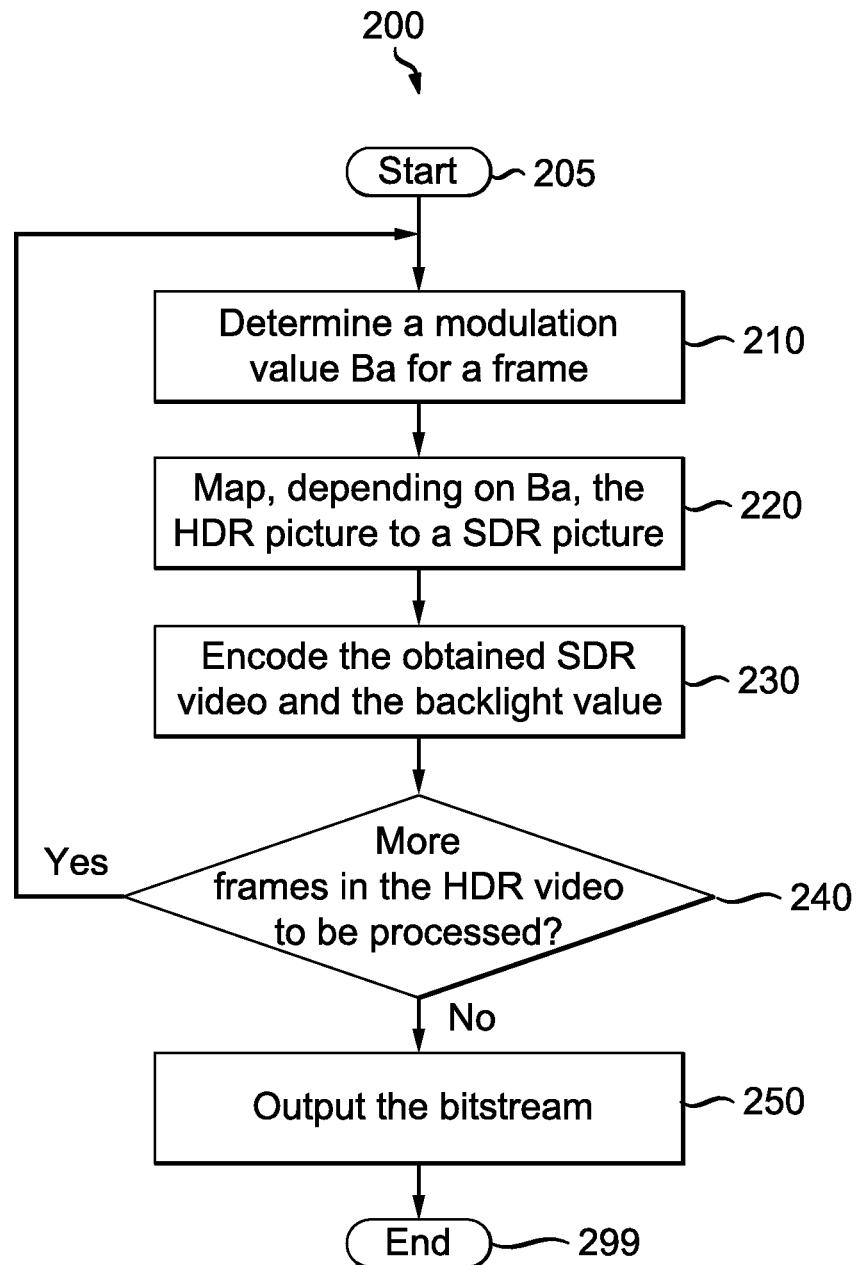 200
Start
205
Determine a modulation
value Ba for a frame
210
Map, depending on Ba, the
HDR picture to a SDR picture
220
Encode the obtained SDR
video and the backlight value
230
More
frames in the HDR video
to be processed?
240
Yes
No
Output the bitstream
250
End
299